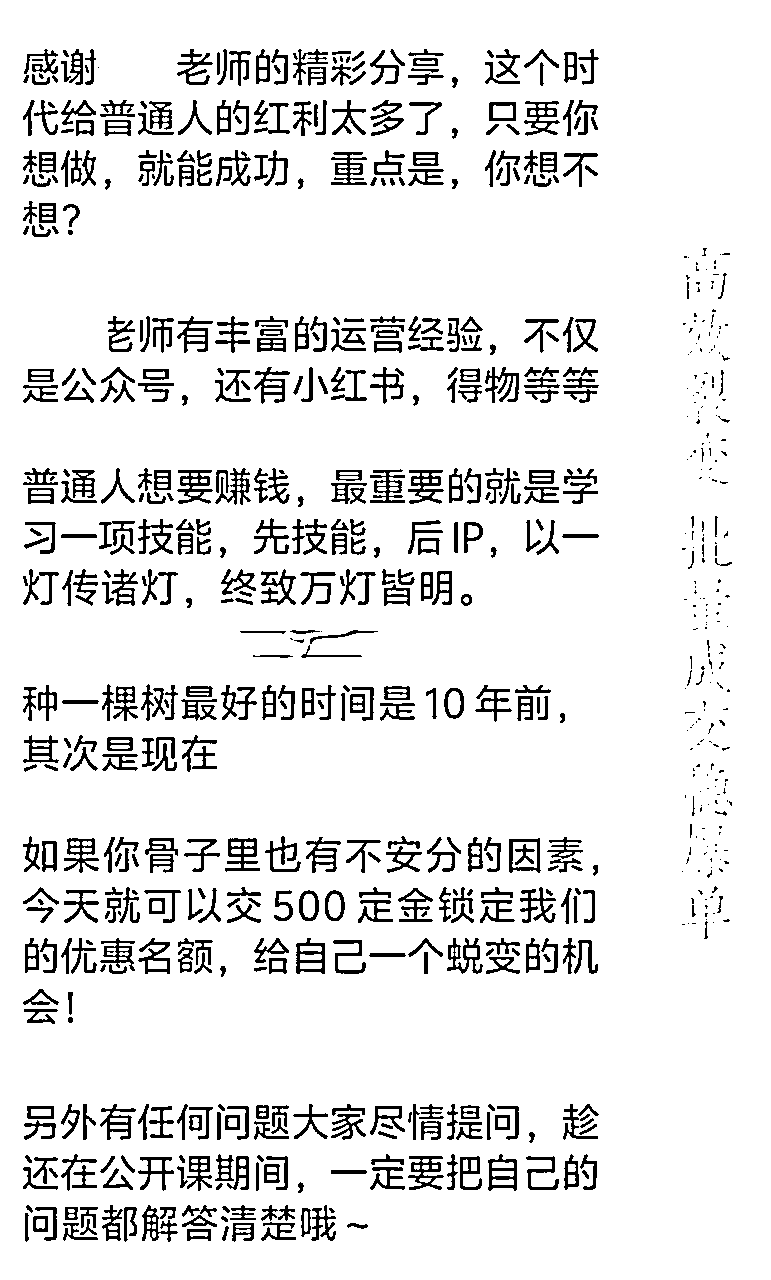 感谢　　老师的精彩分享，这个时
代给普通人的红利太多了，只要你
想做，就能成功，重点是，你想不
想？
老师有丰富的运营经验，不仅
是公众号，还有小红书，得物等等
普通人想要赚钱，最重要的就是学
习一项技能，先技能，后IP，以一
灯传诸灯，终致万灯皆明。
种一棵树最好的时间是10年前，
其次是现在
如果你骨子里也有不安分的因素，
今天就可以交500定金锁定我们
的优惠名额，给自己一个蜕变的机
会！
另外有任何问题大家尽情提问，趁
还在公开课期间，一定要把自己的
问题都解答清楚哦~
高效裂变 批量成交 爆单